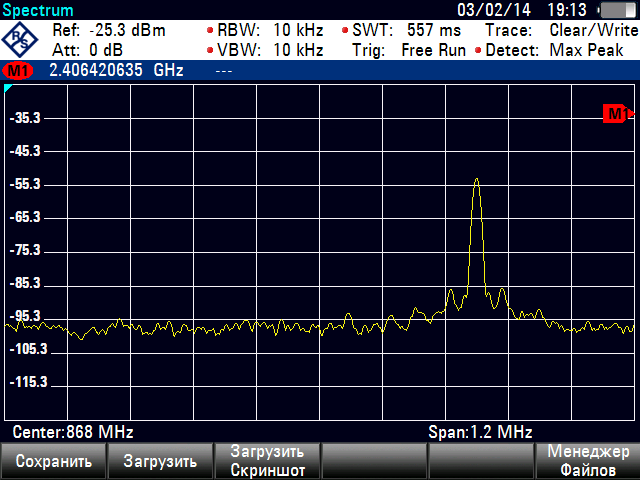 Spectrum 03/02/14 19:13
Ref: -25.3 dBm RBW: 10 kHz SWT: 557 ms Trace: Clear/Write
Att: 0 dB VBW: 10 kHz Trig: Free Run Detect: Max Peak
R&S
M1 2.406420635 GHz ---
M1
-35.3
-45.3
-55.3
-65.3
-75.3
-85.3
-95.3
-105.3
-115.3
Center:868 MHz Span:1.2 MHz
Сохранить Загрузить Загрузить Скриншот Менеджер Файлов